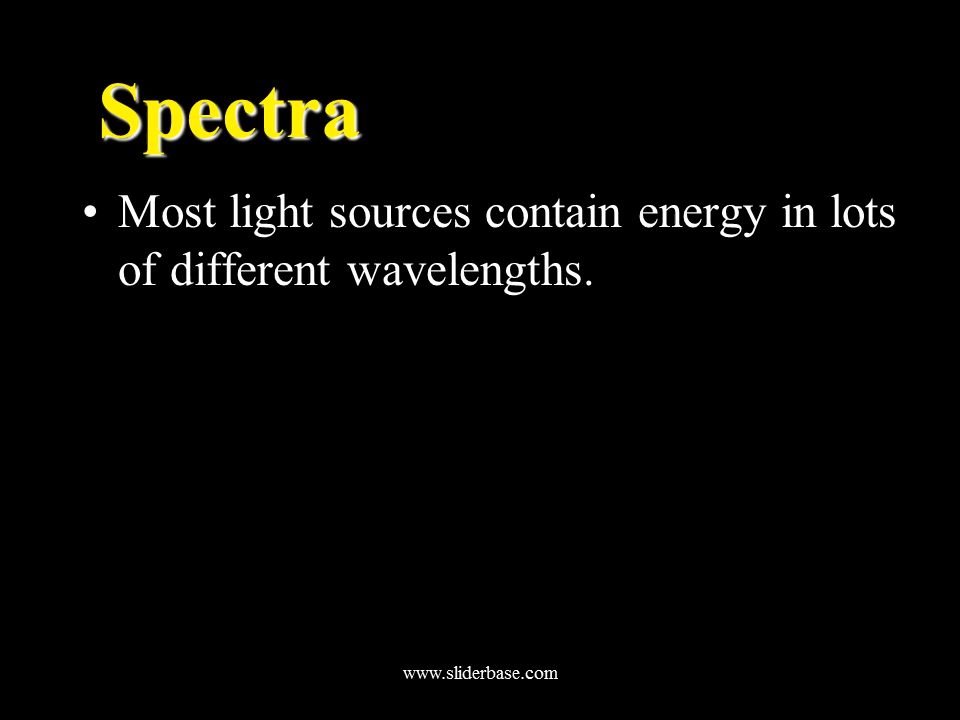 Spectra
• Most light sources contain energy in lots
of different wavelengths.
www.sliderbase.com